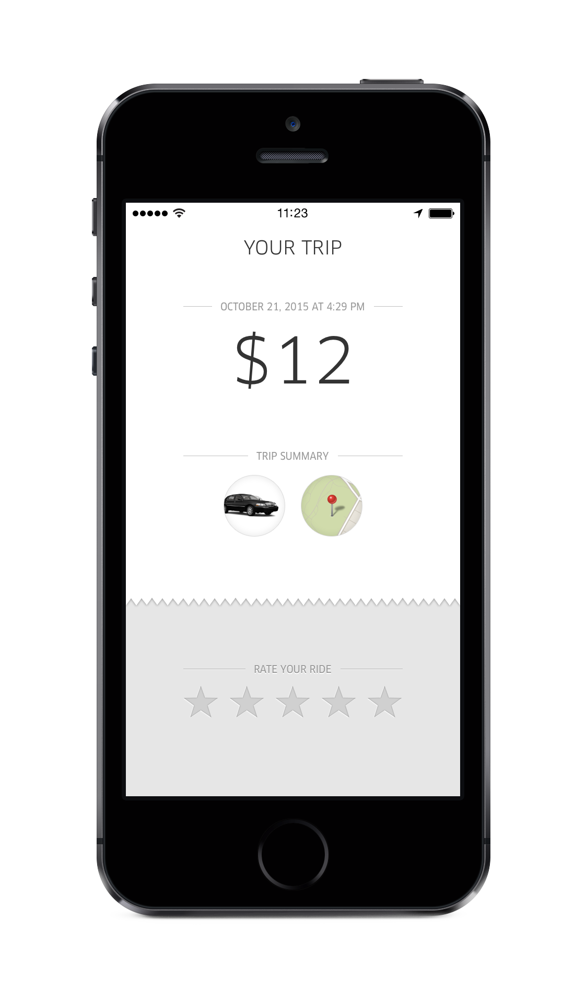 11:23
YOUR TRIP
OCTOBER 21, 2015 AT 4:29 PM
$12
TRIP SUMMARY
RATE YOUR RIDE